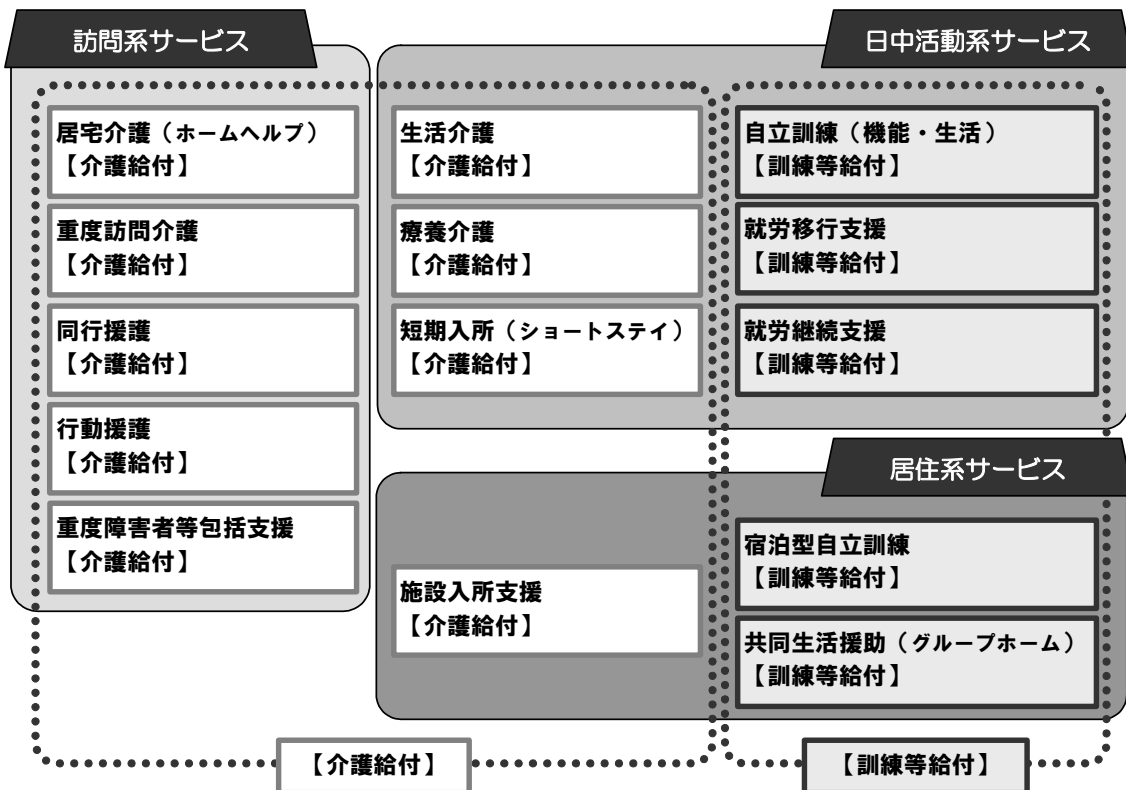 訪問系サービス
居宅介護（ホームヘルプ）
【介護給付】
重度訪問介護
【介護給付】
同行援護
【介護給付】
行動援護
【介護給付】
重度障害者等包括支援
【介護給付】
日中活動系サービス
生活介護
【介護給付】
療養介護
【介護給付】
短期入所（ショートステイ）
【介護給付】
自立訓練（機能・生活）
【訓練等給付】
就労移行支援
【訓練等給付】
就労継続支援
【訓練等給付】
居住系サービス
施設入所支援
【介護給付】
宿泊型自立訓練
【訓練等給付】
共同生活援助（グループホーム）
【訓練等給付】
【介護給付】
【訓練等給付】